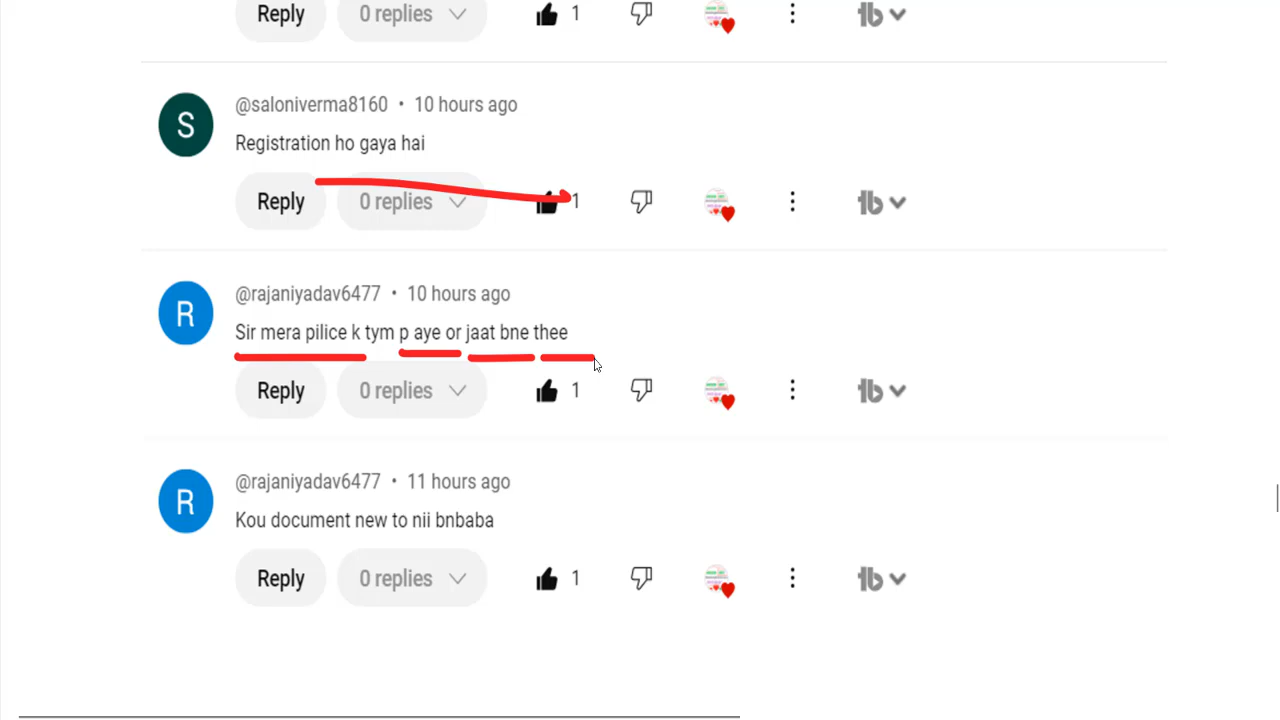 Reply 0 replies 1
S @saloniverma8160 • 10 hours ago
Registration ho gaya hai
Reply 0 replies 1
R @rajaniyadav6477 • 10 hours ago
Sir mera pilice k tym p aye or jaat bne thee
Reply 0 replies 1
R @rajaniyadav6477 • 11 hours ago
Kou document new to nii bnbaba
Reply 0 replies 1